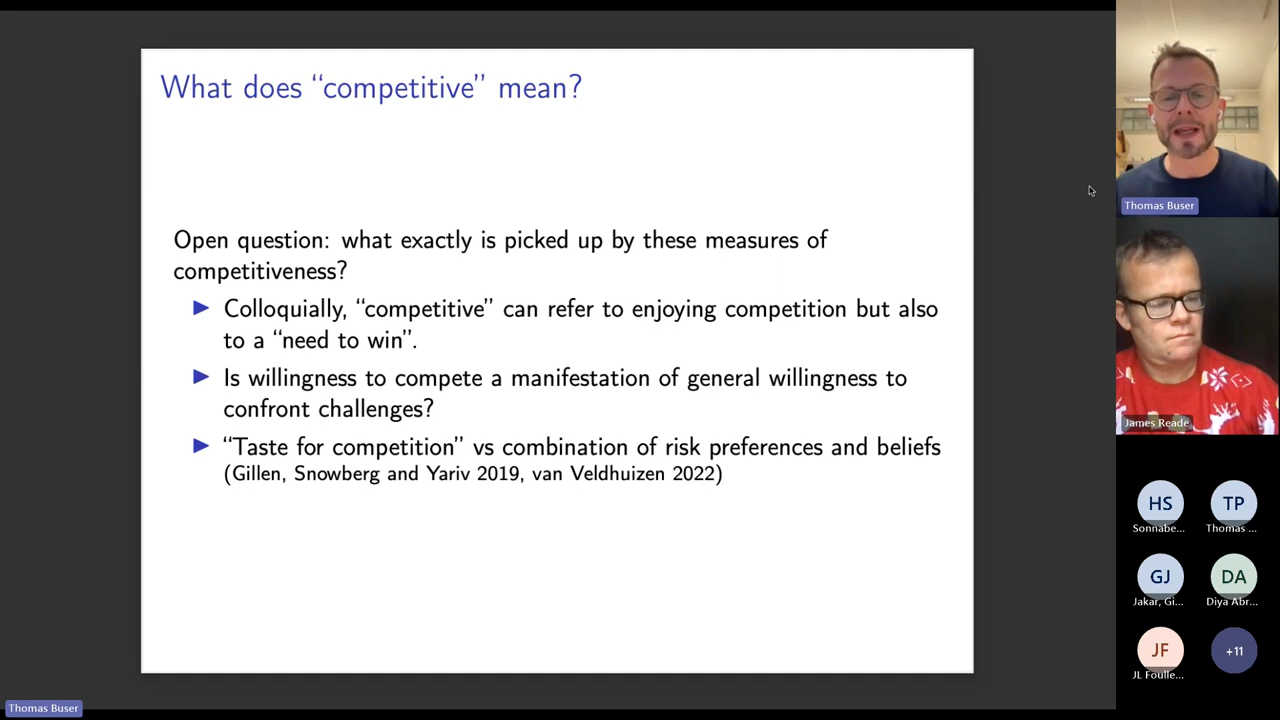 What does “competitive” mean?
Open question: what exactly is picked up by these measures of
competitiveness?
Colloquially, “competitive” can refer to enjoying competition but also
to a “need to win”.
Is willingness to compete a manifestation of general willingness to
confront challenges?
“Taste for competition” vs combination of risk preferences and beliefs
(Gillen, Snowberg and Yariv 2019, van Veldhuizen 2022)
Thomas Buser
James Reade
HS
TP
Sonnabe...
Thomas ...
GJ
DA
Jakar, Gi...
Diya Abr...
JF
+11
JL Foulle...
Thomas Buser